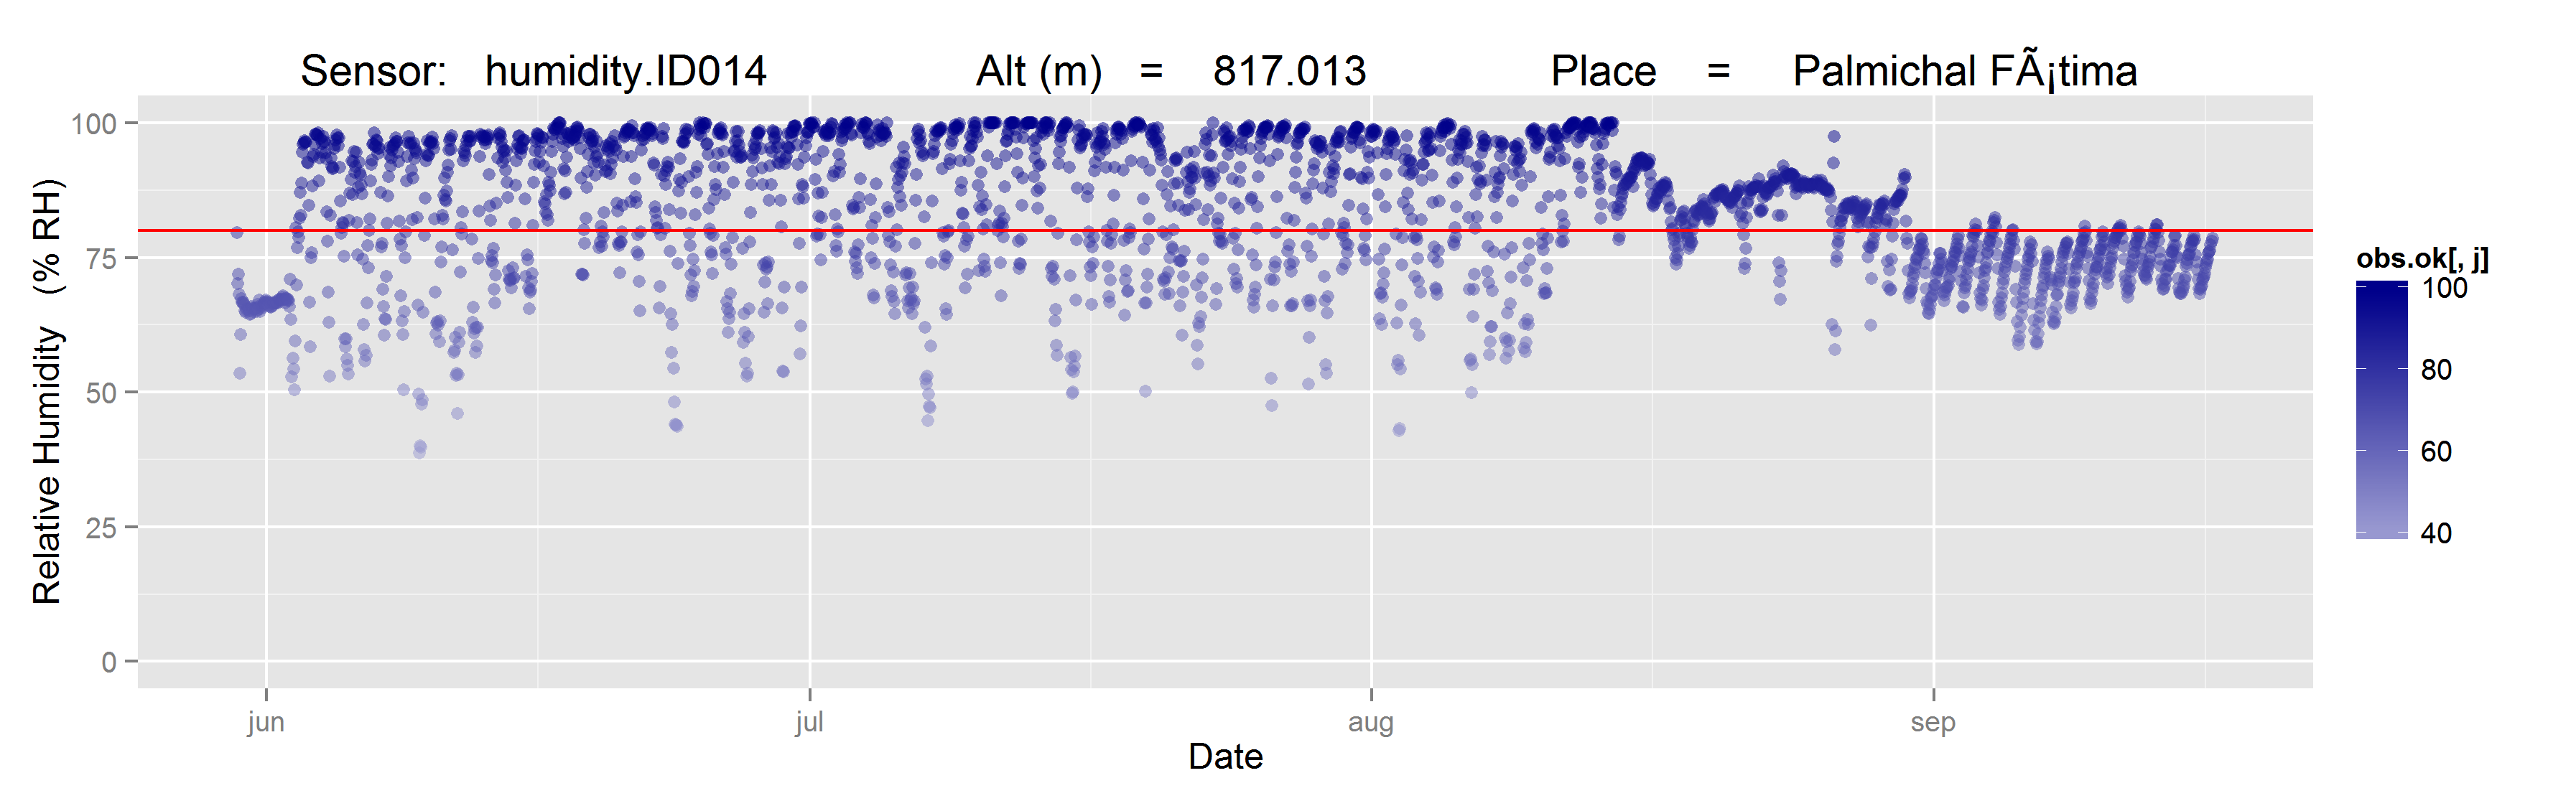 Sensor: humidity.ID014 Alt (m) = 817.013 Place = Palmichal FÃ¡tima
Relative Humidity (% RH)
100
75
50
25
0
jun jul aug sep
Date
obs.ok[, j]
100
80
60
40